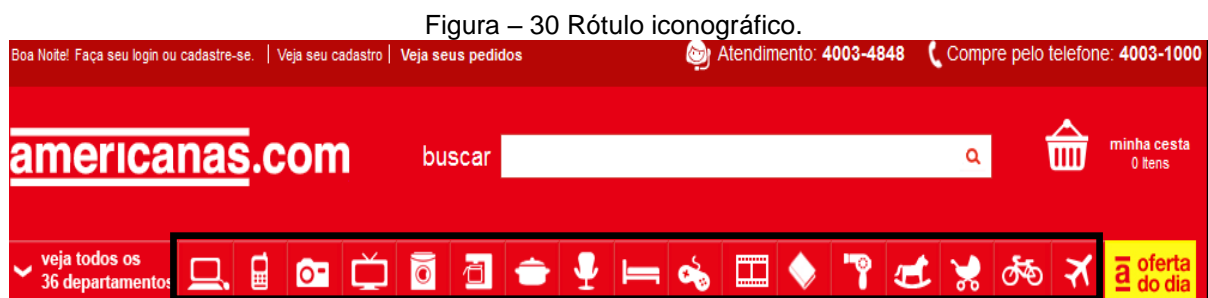 Figura – 30 Rótulo iconográfico.
Boa Noite! Faça seu login ou cadastre-se. | Veja seu cadastro | Veja seus pedidos
Atendimento: 4003-4848
Compre pelo telefone: 4003-1000
americanas.com
buscar
minha cesta
0 Itens
veja todos os
36 departamentos
a oferta
do dia